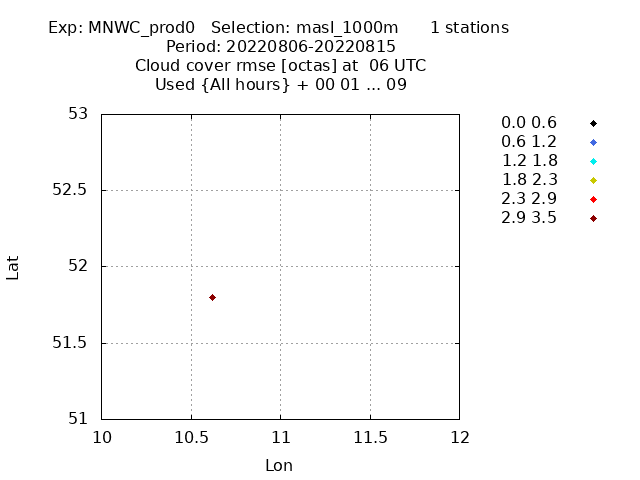 Exp: MNWC_prod0   Selection: masl_1000m      1 stations
Period: 20220806-20220815
Cloud cover rmse [octas] at  06 UTC
Used {All hours} + 00 01 ... 09
53
52.5
52
51.5
51
10
10.5
11
11.5
12
Lat
Lon
0.0 0.6
0.6 1.2
1.2 1.8
1.8 2.3
2.3 2.9
2.9 3.5